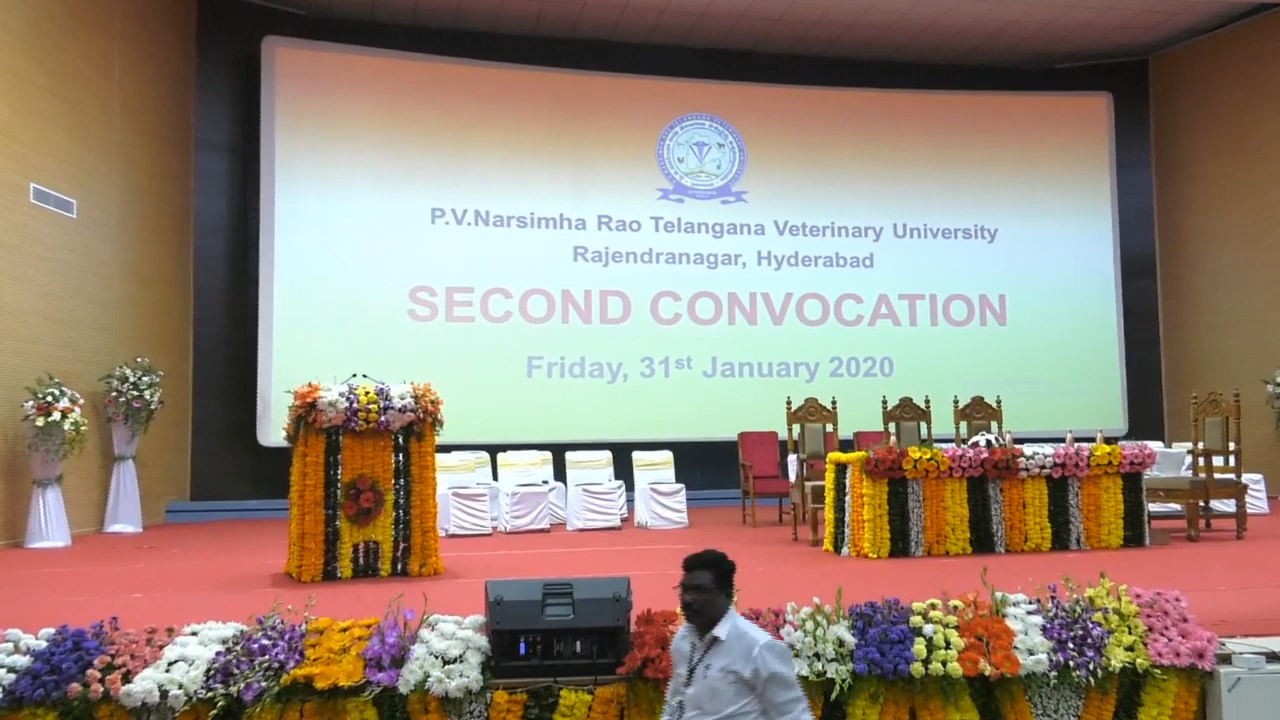 P.V.Narsimha Rao Telangana Veterinary University
Rajendranagar, Hyderabad
SECOND CONVOCATION
Friday, 31st January 2020